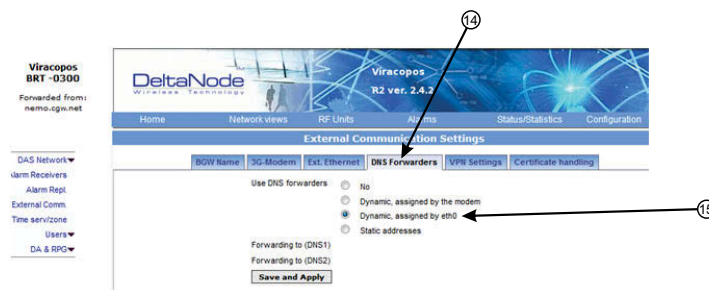 14
Viracopos
BRT -0300
Forwarded from:
nemo.cgw.net
DAS Network
Alarm Receivers
Alarm Repl.
External Comm.
Time serv/zone
Users
DA & RPG
DeltaNode
Wireless Technology
Viracopos
R2 ver. 2.4.2
Home Network views RF Units Alarms Status/Statistics Configuration
External Communication Settings
BGW Name 3G-Modem Ext. Ethernet DNS Forwarders VPN Settings Certificate handling
Use DNS forwarders
No
Dynamic, assigned by the modem
Dynamic, assigned by eth0
15
Static addresses
Forwarding to (DNS1)
Forwarding to (DNS2)
Save and Apply